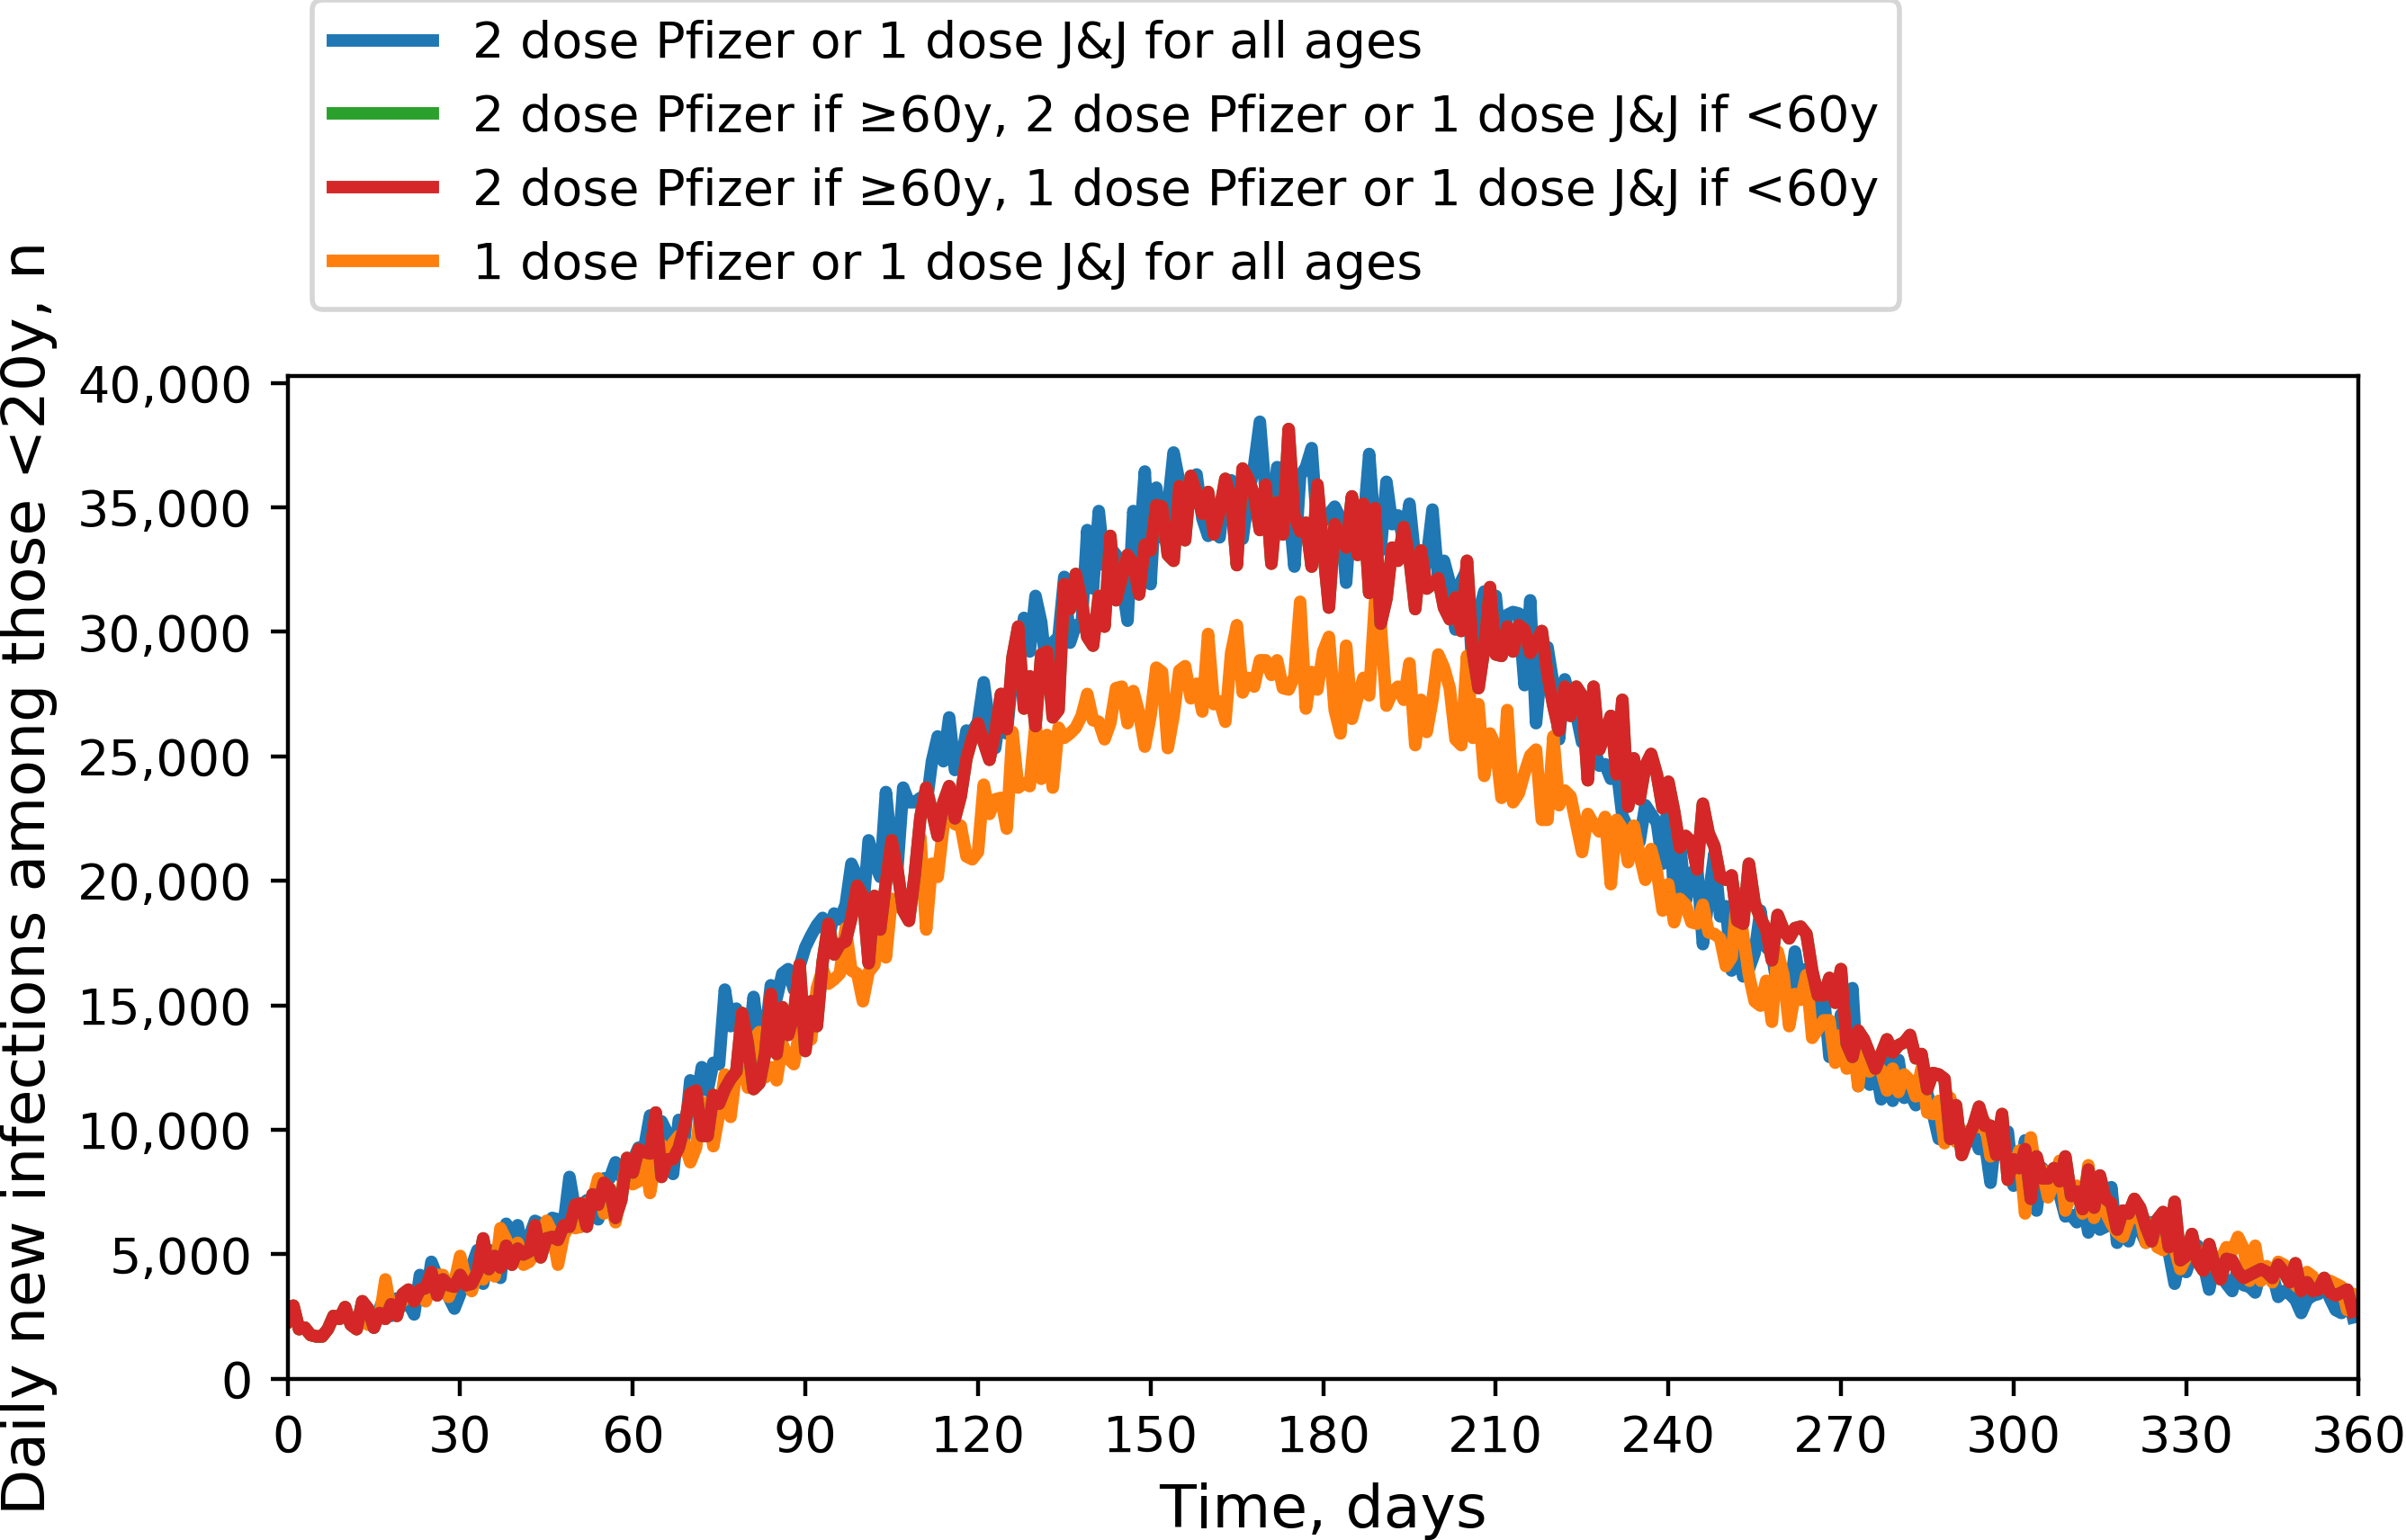 2 dose Pfizer or 1 dose J&J for all ages
2 dose Pfizer if ≥60y, 2 dose Pfizer or 1 dose J&J if <60y
2 dose Pfizer if ≥60y, 1 dose Pfizer or 1 dose J&J if <60y
1 dose Pfizer or 1 dose J&J for all ages
Daily new infections among those <20y, n
40,000
35,000
30,000
25,000
20,000
15,000
10,000
5,000
0
0 30 60 90 120 150 180 210 240 270 300 330 360
Time, days